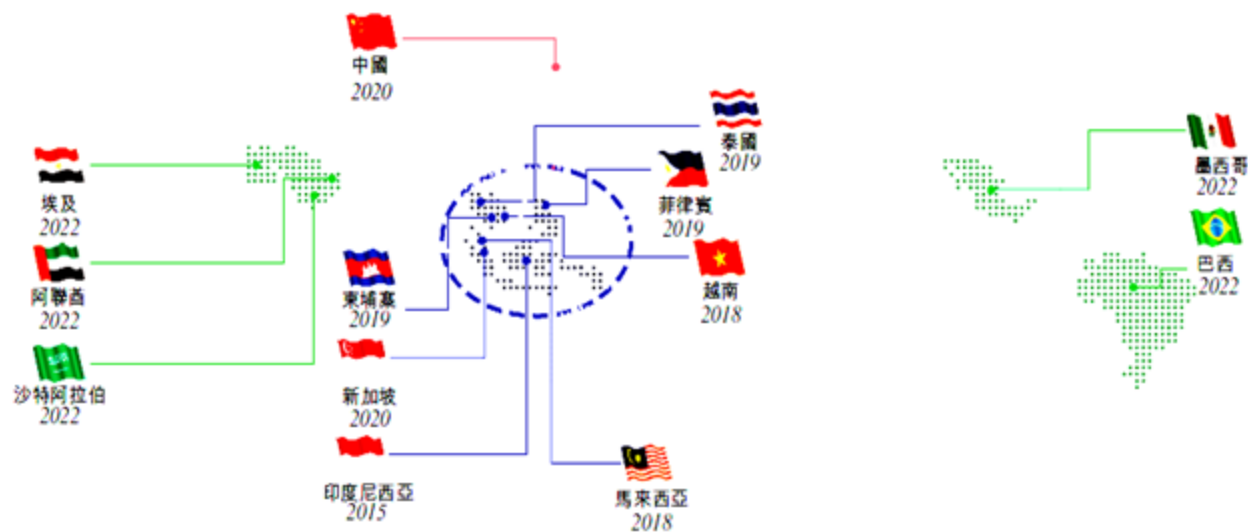 中國
2020
泰國
2019
墨西哥
2022
埃及
2022
菲律賓
2019
巴西
2022
阿聯酋
2022
柬埔寨
2019
越南
2018
沙特阿拉伯
2022
新加坡
2020
印度尼西亞
2015
馬來西亞
2018